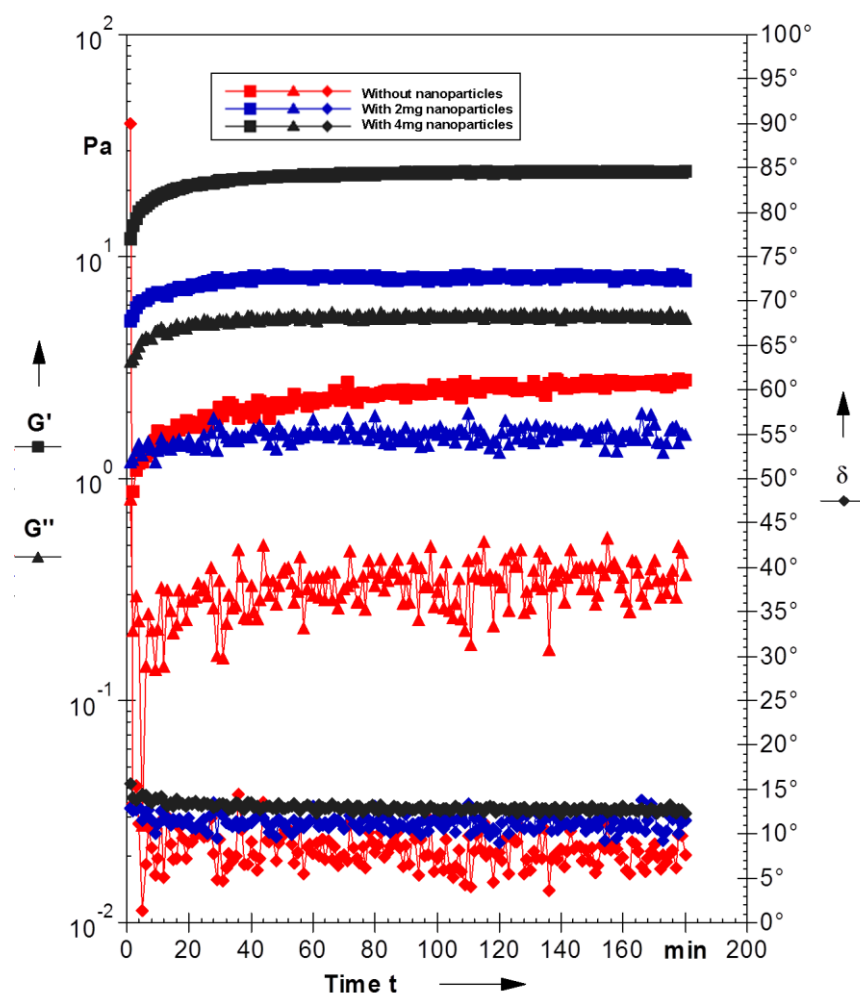 10²
100°
95°
Without nanoparticles
With 2mg nanoparticles
With 4mg nanoparticles
90°
Pa
85°
80°
10¹
75°
70°
65°
60°
G'
55°
δ
10⁰
50°
G''
45°
40°
35°
30°
10⁻¹
25°
20°
15°
10°
5°
10⁻²
0°
0 20 40 60 80 100 120 140 160 min 200
Time t